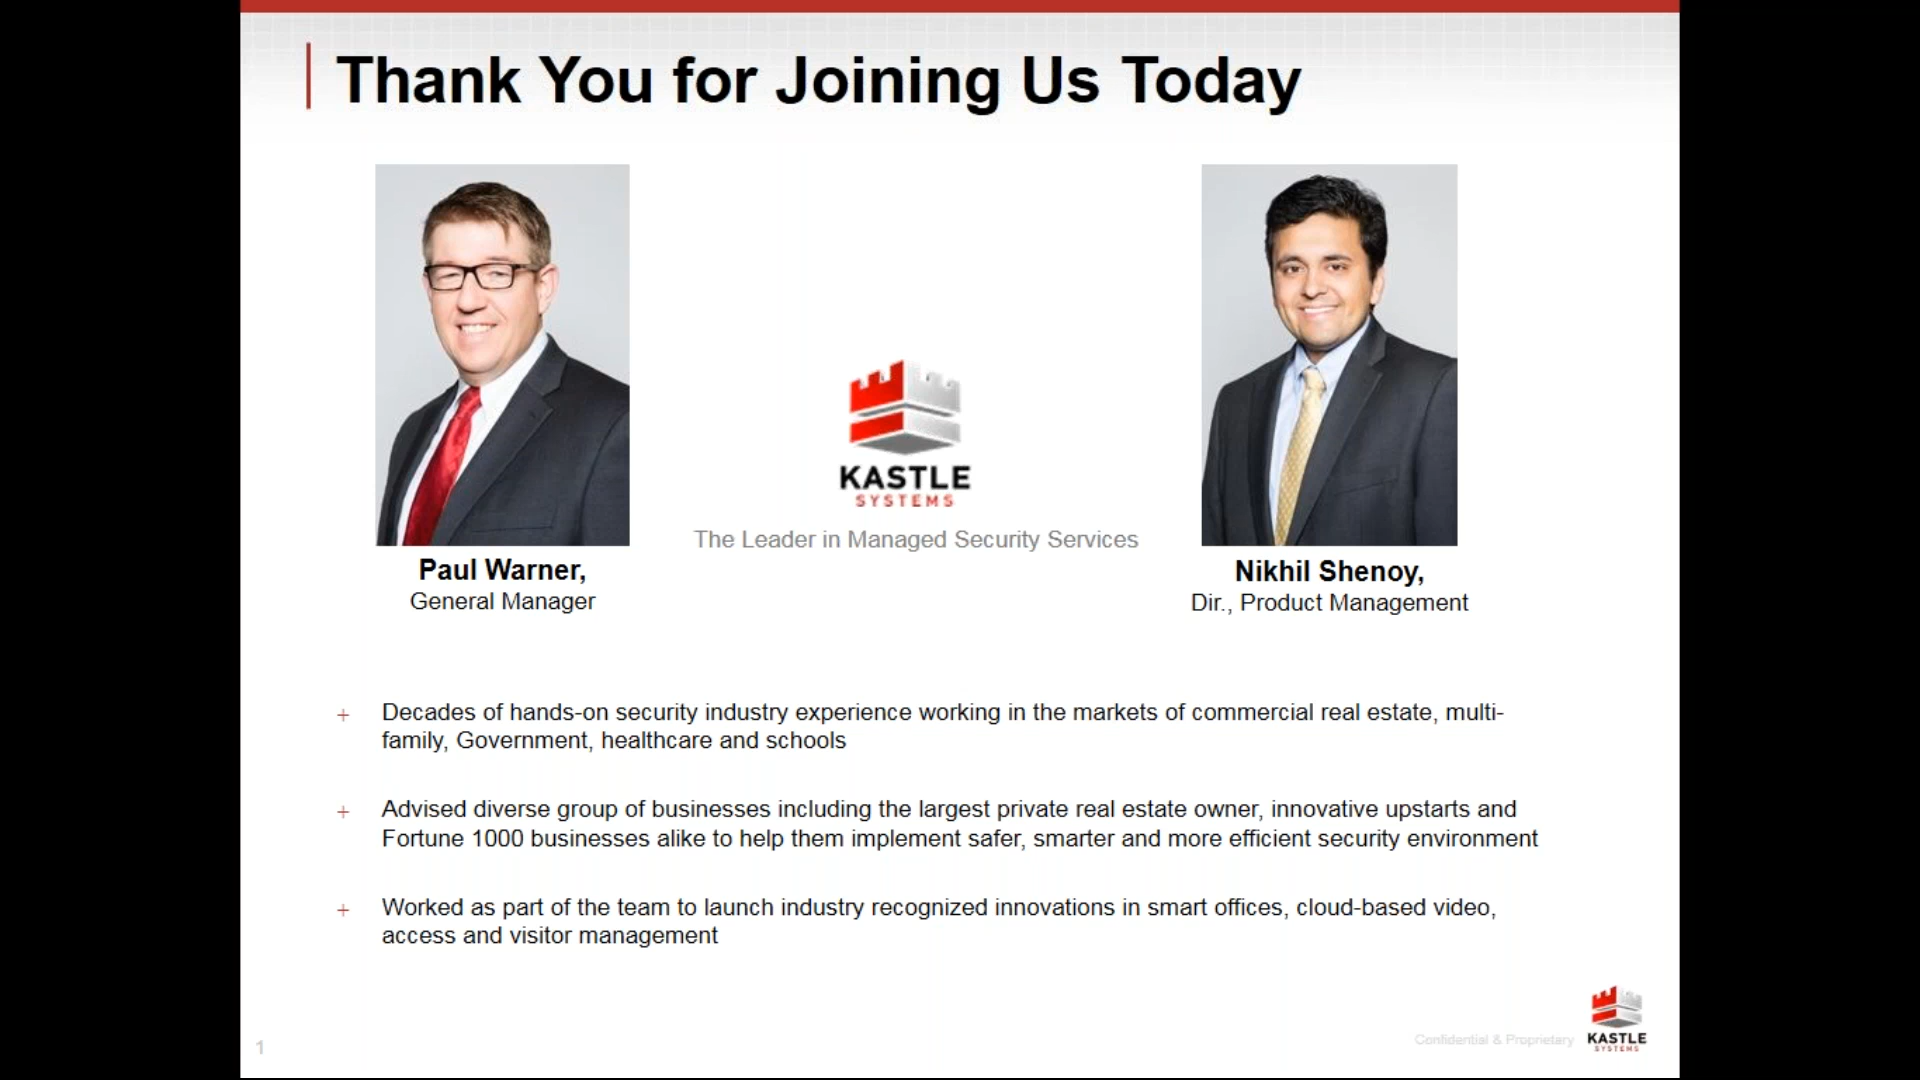 Thank You for Joining Us Today
KASTLE
SYSTEMS
The Leader in Managed Security Services
Paul Warner,
General Manager
Nikhil Shenoy,
Dir., Product Management
+ Decades of hands-on security industry experience working in the markets of commercial real estate, multi-
family, Government, healthcare and schools
+ Advised diverse group of businesses including the largest private real estate owner, innovative upstarts and
Fortune 1000 businesses alike to help them implement safer, smarter and more efficient security environment
+ Worked as part of the team to launch industry recognized innovations in smart offices, cloud-based video,
access and visitor management
1
Confidential & Proprietary
KASTLE
SYSTEMS